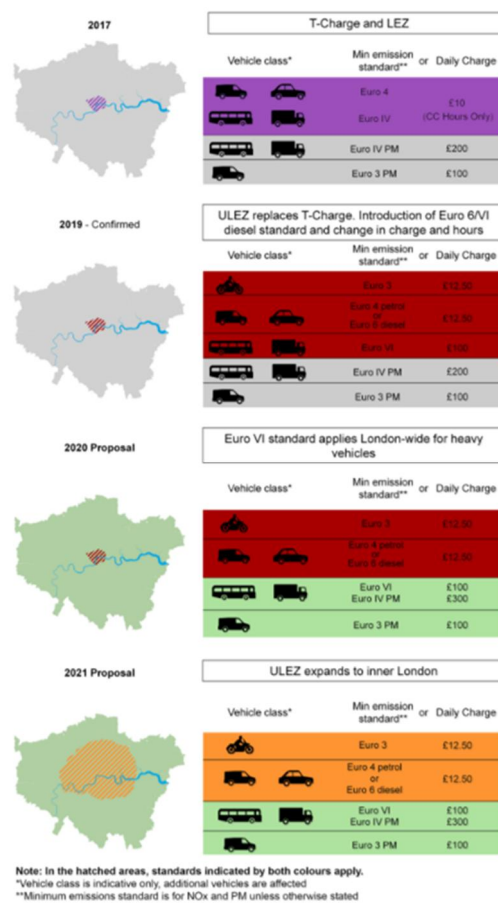 2017
T-Charge and LEZ
Vehicle class*
Min emission standard** or Daily Charge
Euro 4
Euro IV
£10
(CC Hours Only)
Euro IV PM £200
Euro 3 PM £100
2019 - Confirmed
ULEZ replaces T-Charge. Introduction of Euro 6/VI
diesel standard and change in charge and hours
Vehicle class*
Min emission standard** or Daily Charge
Euro 3 £12.50
Euro 4 petrol
or
Euro 6 diesel
£12.50
Euro VI £100
Euro IV PM £200
Euro 3 PM £100
2020 Proposal
Euro VI standard applies London-wide for heavy
vehicles
Vehicle class*
Min emission standard** or Daily Charge
Euro 3 £12.50
Euro 4 petrol
or
Euro 6 diesel
£12.50
Euro VI £100
Euro IV PM £300
Euro 3 PM £100
2021 Proposal
ULEZ expands to inner London
Vehicle class*
Min emission standard** or Daily Charge
Euro 3 £12.50
Euro 4 petrol
or
Euro 6 diesel
£12.50
Euro VI £100
Euro IV PM £300
Euro 3 PM £100
Note: In the hatched areas, standards indicated by both colours apply.
*Vehicle class is indicative only, additional vehicles are affected
**Minimum emissions standard is for NOx and PM unless otherwise stated